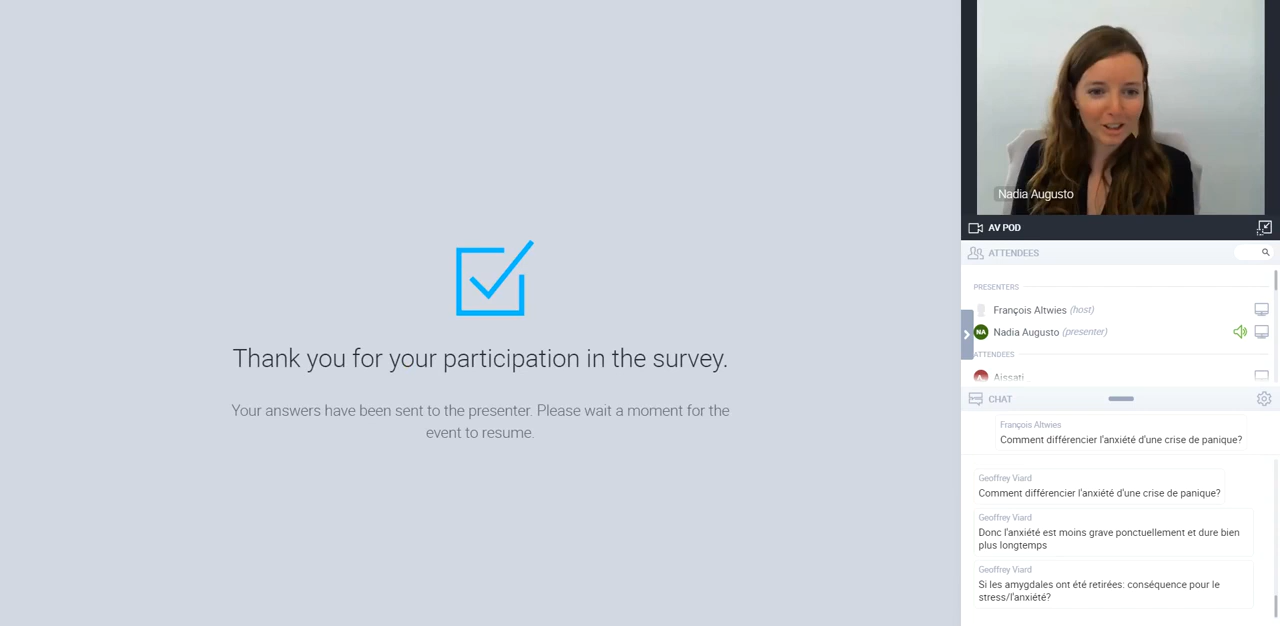 Thank you for your participation in the survey.
Your answers have been sent to the presenter. Please wait a moment for the
event to resume.
Nadia Augusto
AV POD
ATTENDEES
PRESENTERS
François Altwies (host)
NA
Nadia Augusto (presenter)
ATTENDEES
Aissati
CHAT
François Altwies
Comment différencier l'anxiété d'une crise de panique?
Geoffrey Viard
Comment différencier l'anxiété d'une crise de panique?
Geoffrey Viard
Donc l'anxiété est moins grave ponctuellement et dure bien
plus longtemps
Geoffrey Viard
Si les amygdales ont été retirées: conséquence pour le
stress/l'anxiété?